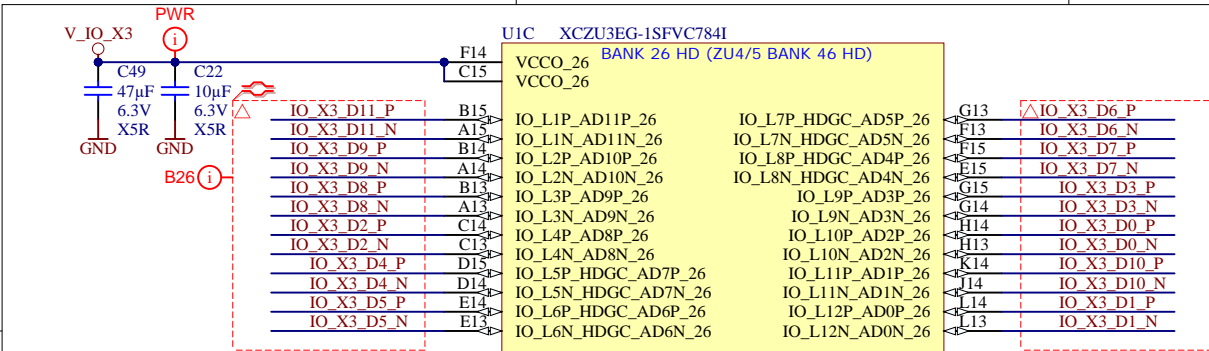 PWR
i
V_IO_X3
C49
47µF
6.3V
X5R
GND
C22
10µF
6.3V
X5R
GND
B26
i
U1C XCZU3EG-1SFVC784I
BANK 26 HD (ZU4/5 BANK 46 HD)
F14 VCCO_26
C15 VCCO_26
IO_X3_D11_P B15 IO_L1P_AD11P_26
IO_X3_D11_N A15 IO_L1N_AD11N_26
IO_X3_D9_P B14 IO_L2P_AD10P_26
IO_X3_D9_N A14 IO_L2N_AD10N_26
IO_X3_D8_P B13 IO_L3P_AD9P_26
IO_X3_D8_N A13 IO_L3N_AD9N_26
IO_X3_D2_P C14 IO_L4P_AD8P_26
IO_X3_D2_N C13 IO_L4N_AD8N_26
IO_X3_D4_P D15 IO_L5P_HDGC_AD7P_26
IO_X3_D4_N D14 IO_L5N_HDGC_AD7N_26
IO_X3_D5_P E14 IO_L6P_HDGC_AD6P_26
IO_X3_D5_N E13 IO_L6N_HDGC_AD6N_26
IO_L7P_HDGC_AD5P_26 G13 IO_X3_D6_P
IO_L7N_HDGC_AD5N_26 F13 IO_X3_D6_N
IO_L8P_HDGC_AD4P_26 F15 IO_X3_D7_P
IO_L8N_HDGC_AD4N_26 E15 IO_X3_D7_N
IO_L9P_AD3P_26 G15 IO_X3_D3_P
IO_L9N_AD3N_26 G14 IO_X3_D3_N
IO_L10P_AD2P_26 H14 IO_X3_D0_P
IO_L10N_AD2N_26 H13 IO_X3_D0_N
IO_L11P_AD1P_26 K14 IO_X3_D10_P
IO_L11N_AD1N_26 J14 IO_X3_D10_N
IO_L12P_AD0P_26 L14 IO_X3_D1_P
IO_L12N_AD0N_26 L13 IO_X3_D1_N